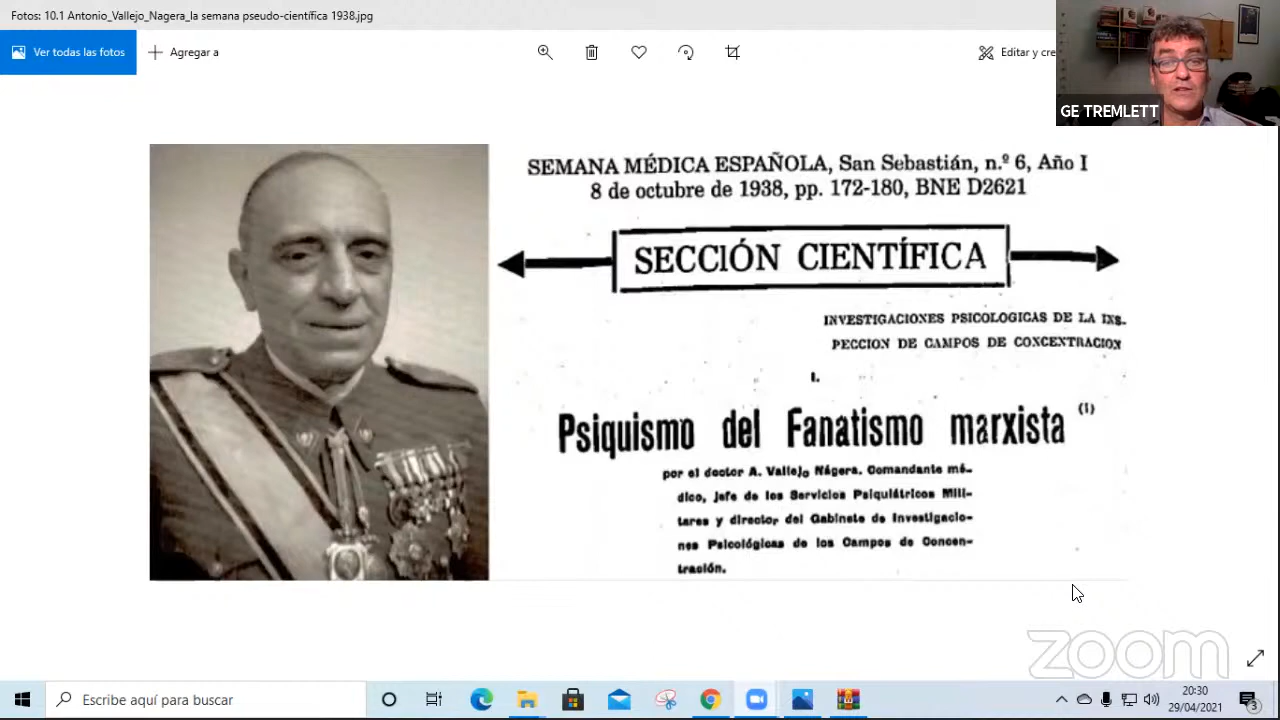 Fotos: 10.1 Antonio_Vallejo_Nagera_la semana pseudo-científica 1938.jpg
Ver todas las fotos
Agregar a
Editar y cre
GE TREMLETT
SEMANA MÉDICA ESPAÑOLA, San Sebastián, n.º 6, Año I
8 de octubre de 1938, pp. 172-180, BNE D2621
SECCIÓN CIENTÍFICA
INVESTIGACIONES PSICOLOGICAS DE LA INS-
PECCION DE CAMPOS DE CONCENTRACION
I.
Psiquismo del Fanatismo marxista (1)
por el doctor A. Vallejo Nágera. Comandante mé-
dico, Jefe de los Servicios Psiquiátricos Mili-
tares y director del Gabinete de Investigacio-
nes Psicológicas de los Campos de Concen-
tración.
zoom
Escribe aquí para buscar
20:30
29/04/2021
3